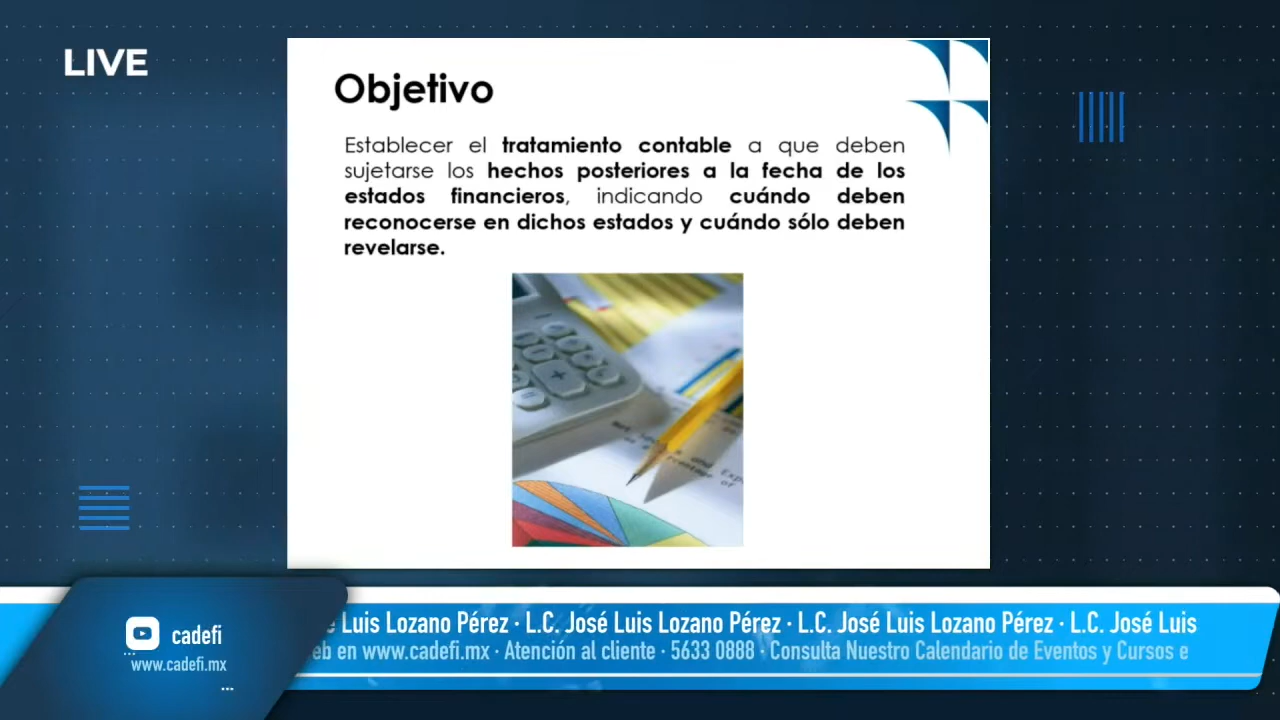 LIVE
Objetivo
Establecer el tratamiento contable a que deben
sujetarse los hechos posteriores a la fecha de los
estados financieros, indicando cuándo deben
reconocerse en dichos estados y cuándo sólo deben
revelarse.
and Exp
of
cadefi
www.cadefi.mx
Luis Lozano Pérez · L.C. José Luis Lozano Pérez · L.C. José Luis Lozano Pérez · L.C. José Luis
en www.cadefi.mx · Atención al cliente · 5633 0888 · Consulta Nuestro Calendario de Eventos y Cursos e